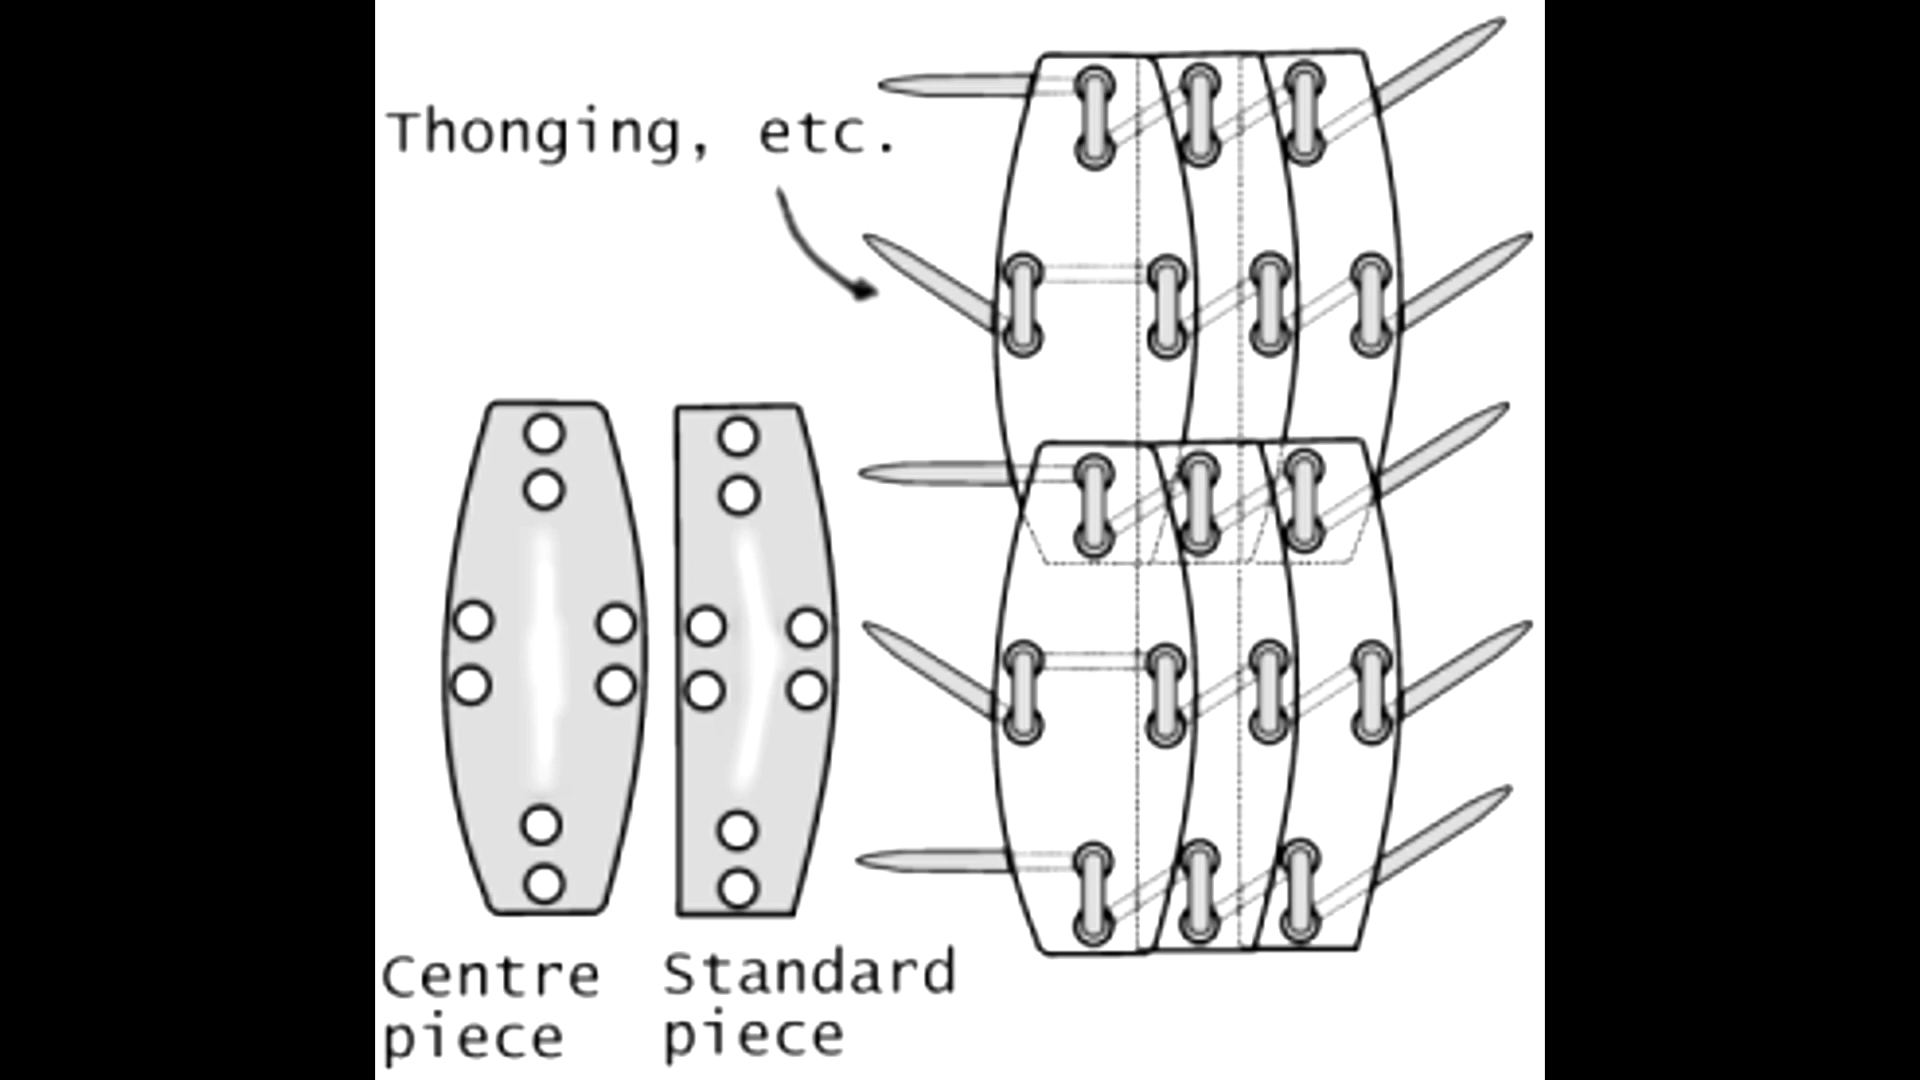 Thonging, etc.
Centre
piece
Standard
piece